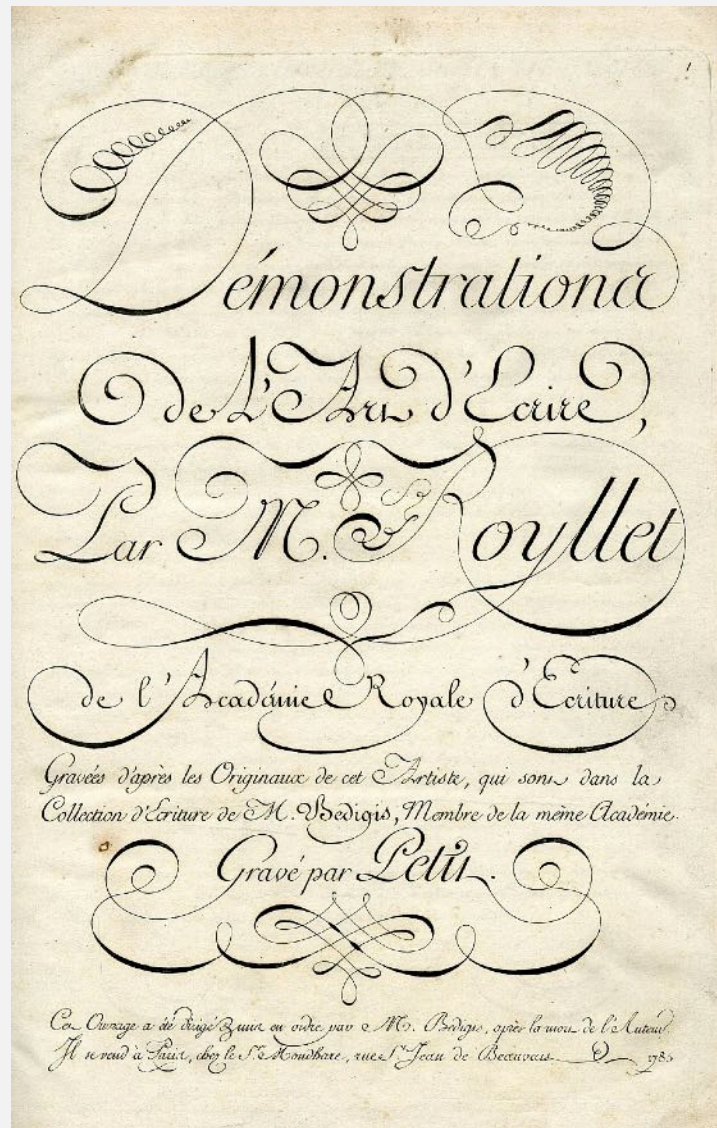 1
Démonstrations
de L'Art d'Ecrire,
Par M. Royllet
de l'Académie Royale d'Ecriture
Gravées d'après les Originaux de cet Artiste, qui sont dans la
Collection d'Ecriture de M. Bedigis, Membre de la même Académie.
Gravé par Petit.
Cet Ouvrage a été dirigé & mis en ordre par M. Bedigis, après la mort de l'Auteur.
Il se vend à Paris, chez le Sr. Mondhare, rue St. Jean de Beauvais